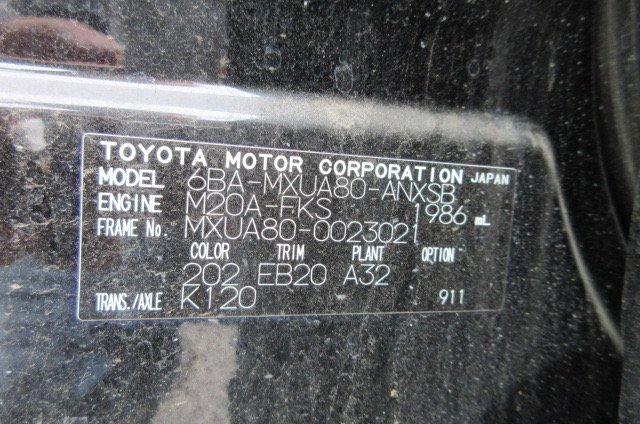 TOYOTA MOTOR CORPORATION JAPAN
MODEL 6BA-MXUA80-ANXSB
ENGINE M20A-FKS 1986 mL
FRAME No. MXUA80-0023021
COLOR TRIM PLANT OPTION
202 EB20 A32
TRANS./AXLE K120 911